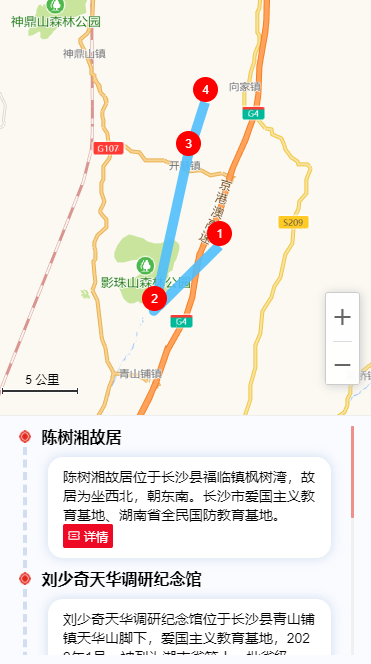 神鼎山森林公园
神鼎山镇
4
向家镇
G4
3
G107
开慧镇
京港澳高速
1
S209
影珠山森林公园
2
G4
青山铺镇
5 公里
陈树湘故居
陈树湘故居位于长沙县福临镇枫树湾，故
居为坐西北，朝东南。长沙市爱国主义教
育基地、湖南省全民国防教育基地。
详情
刘少奇天华调研纪念馆
刘少奇天华调研纪念馆位于长沙县青山铺
镇天华山脚下，爱国主义教育基地，202